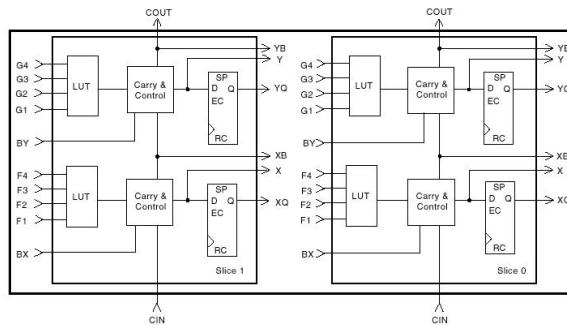 COUT
COUT
YB
Y
G4
G3
G2
G1
LUT
Carry &
Control
SP
D Q
EC
RC
YQ
BY
XB
X
F4
F3
F2
F1
LUT
Carry &
Control
SP
D Q
EC
RC
XQ
BX
Slice 1
CIN
YB
Y
G4
G3
G2
G1
LUT
Carry &
Control
SP
D Q
EC
RC
BY
XB
X
F4
F3
F2
F1
LUT
Carry &
Control
SP
D Q
EC
RC
BX
Slice 0
CIN